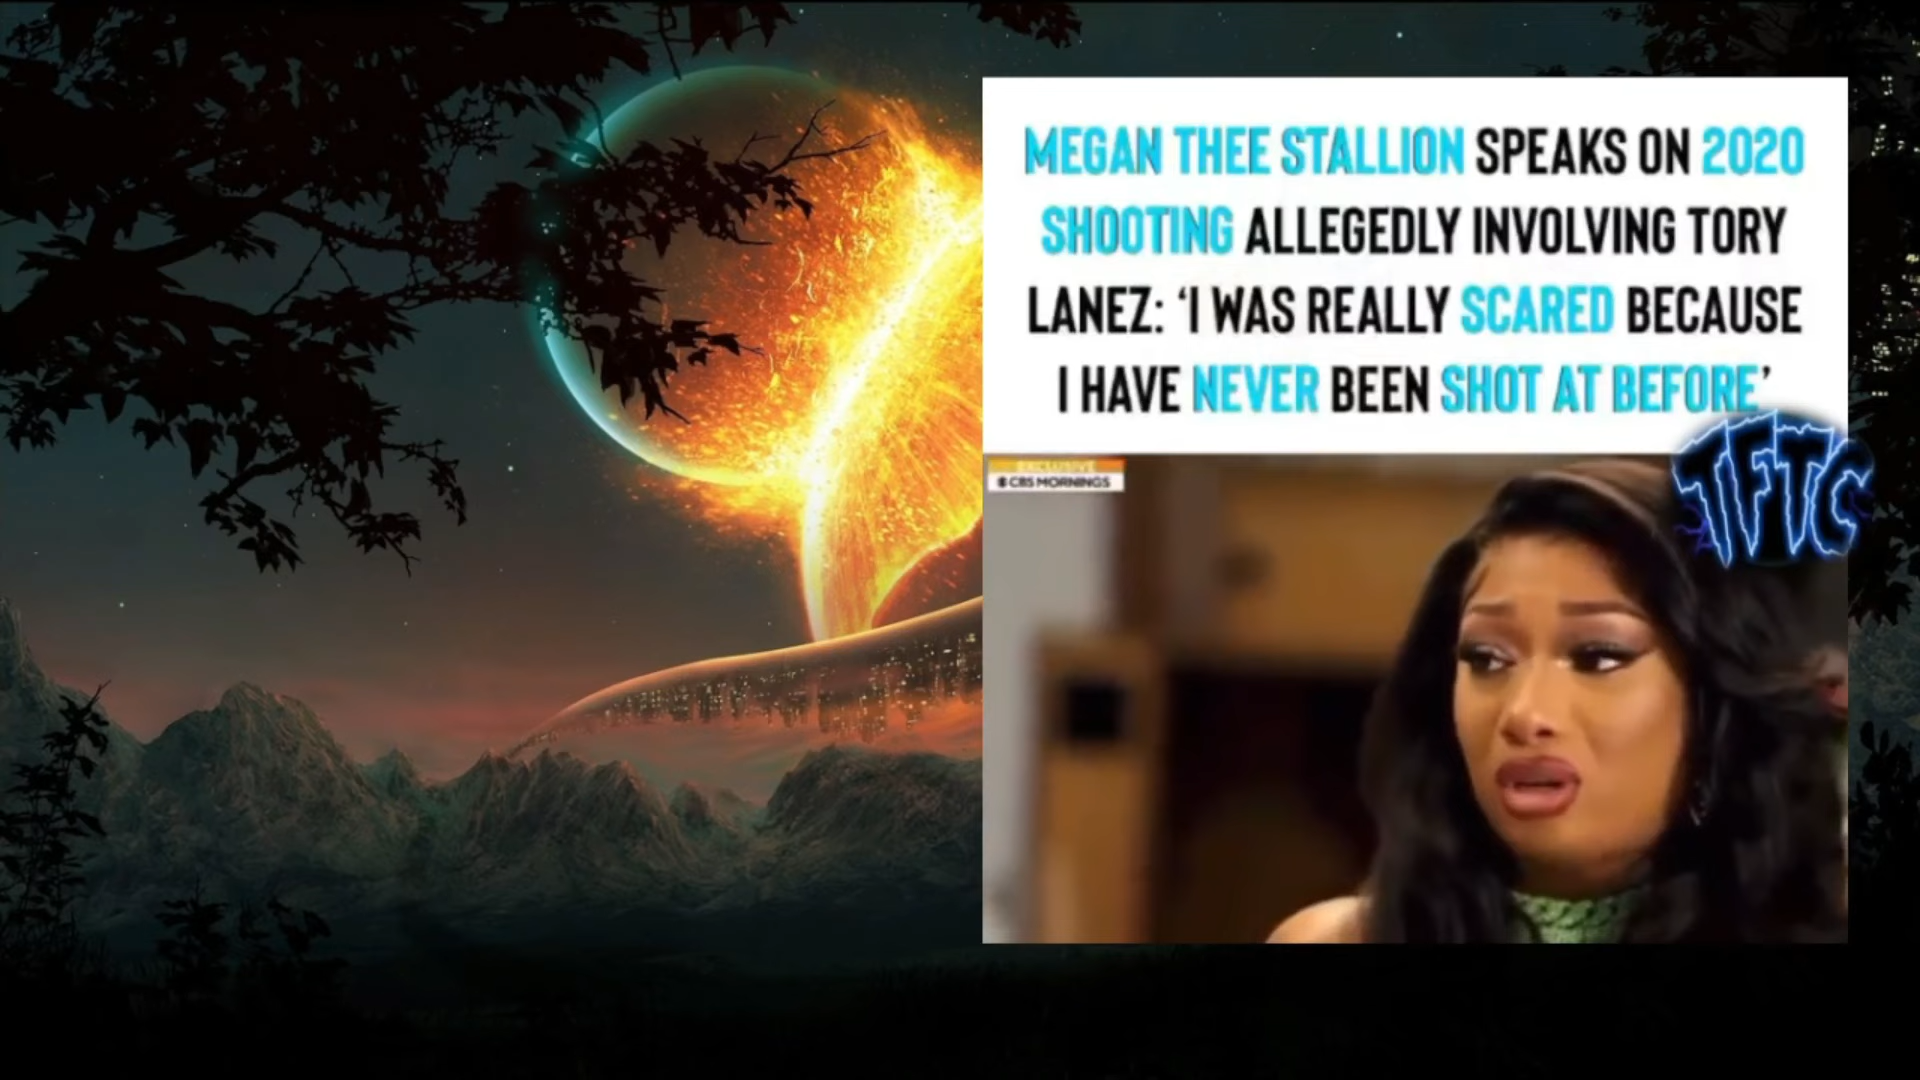 MEGAN THEE STALLION SPEAKS ON 2020
SHOOTING ALLEGEDLY INVOLVING TORY
LANEZ: ‘I WAS REALLY SCARED BECAUSE
I HAVE NEVER BEEN SHOT AT BEFORE’
TFTC
EXCLUSIVE
CBS MORNINGS